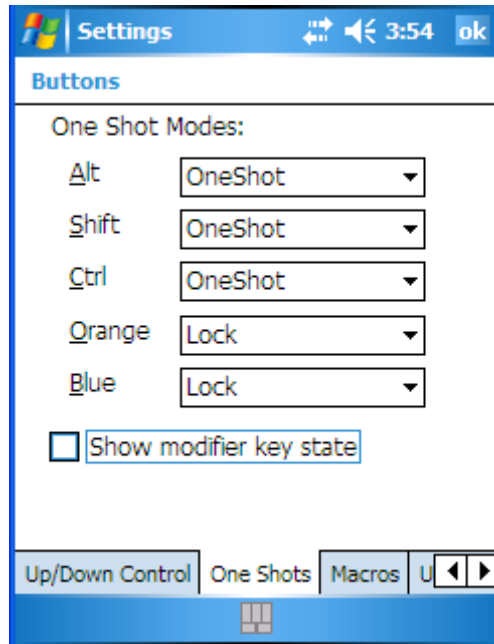 Settings 3:54 ok
Buttons
One Shot Modes:
Alt OneShot
Shift OneShot
Ctrl OneShot
Orange Lock
Blue Lock
Show modifier key state
Up/Down Control One Shots Macros U